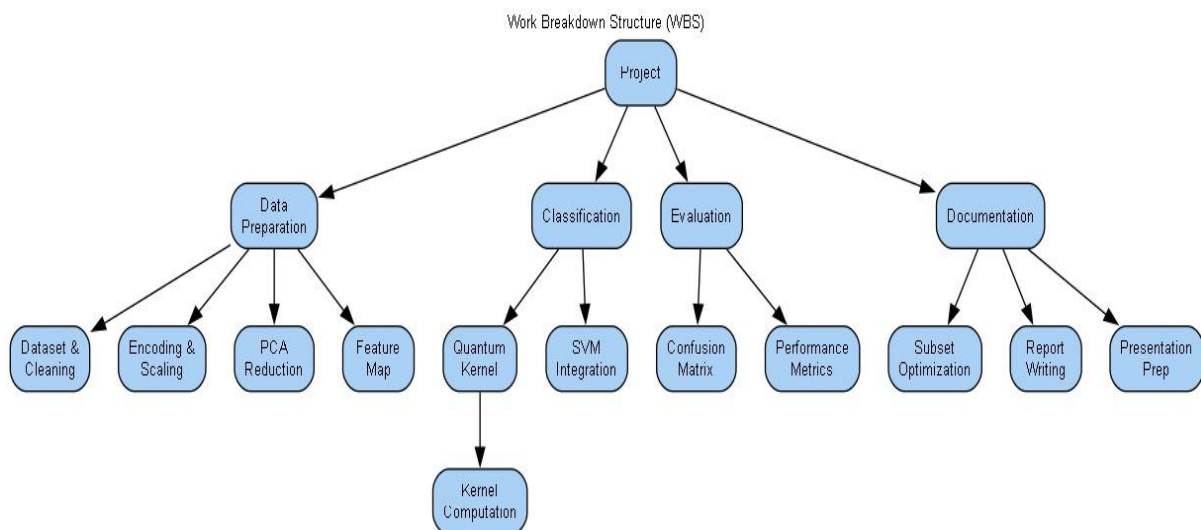 Work Breakdown Structure (WBS)
Project
Data
Preparation
Classification
Evaluation
Documentation
Dataset &
Cleaning
Encoding &
Scaling
PCA
Reduction
Feature
Map
Quantum
Kernel
SVM
Integration
Confusion
Matrix
Performance
Metrics
Subset
Optimization
Report
Writing
Presentation
Prep
Kernel
Computation